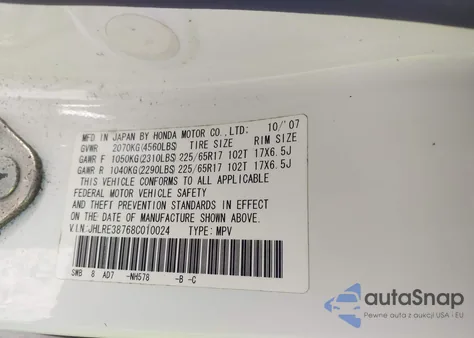 MFD IN JAPAN BY HONDA MOTOR CO., LTD: 10/'07
GVWR 2070KG(4560LBS) TIRE SIZE RIM SIZE
GAWR F 1050KG(2310LBS)225/65R17 102T 17X6.5J
GAWR R 1040KG(2290LBS)225/65R17 102T 17X6.5J
THIS VEHICLE CONFORMS TO ALL APPLICABLE
FEDERAL MOTOR VEHICLE SAFETY
AND THEFT PREVENTION STANDARDS IN EFFECT
ON THE DATE OF MANUFACTURE SHOWN ABOVE.
V.I.N: JHLRE38768C010024 TYPE: MPV
SWB 8 AD7 -NH578 -B -C
autoSnap
Pewne auta z aukcji USA - EU